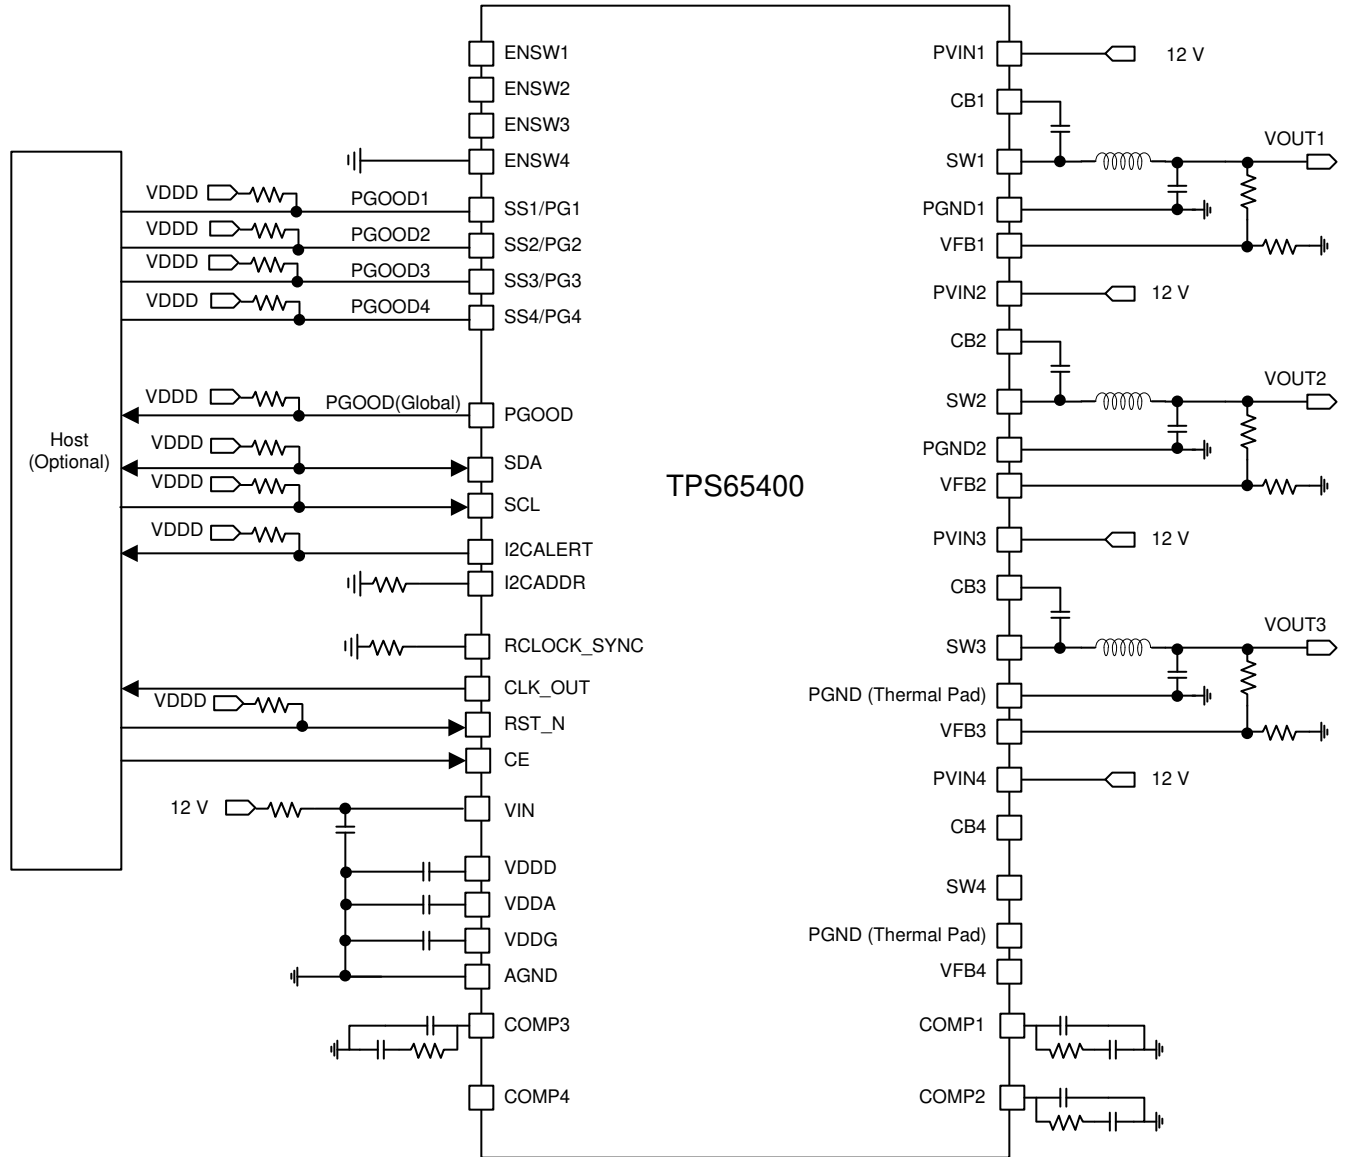 ENSW1
ENSW2
ENSW3
ENSW4
VDDD
PGOOD1
SS1/PG1
VDDD
PGOOD2
SS2/PG2
VDDD
PGOOD3
SS3/PG3
VDDD
PGOOD4
SS4/PG4
VDDD
PGOOD(Global)
PGOOD
Host
(Optional)
VDDD
SDA
VDDD
SCL
VDDD
I2CALERT
I2CADDR
RCLOCK_SYNC
CLK_OUT
VDDD
RST_N
CE
12 V
VIN
VDDD
VDDA
VDDG
AGND
COMP3
COMP4
TPS65400
PVIN1
12 V
CB1
VOUT1
SW1
PGND1
VFB1
PVIN2
12 V
CB2
VOUT2
SW2
PGND2
VFB2
PVIN3
12 V
CB3
VOUT3
SW3
PGND (Thermal Pad)
VFB3
PVIN4
12 V
CB4
SW4
PGND (Thermal Pad)
VFB4
COMP1
COMP2